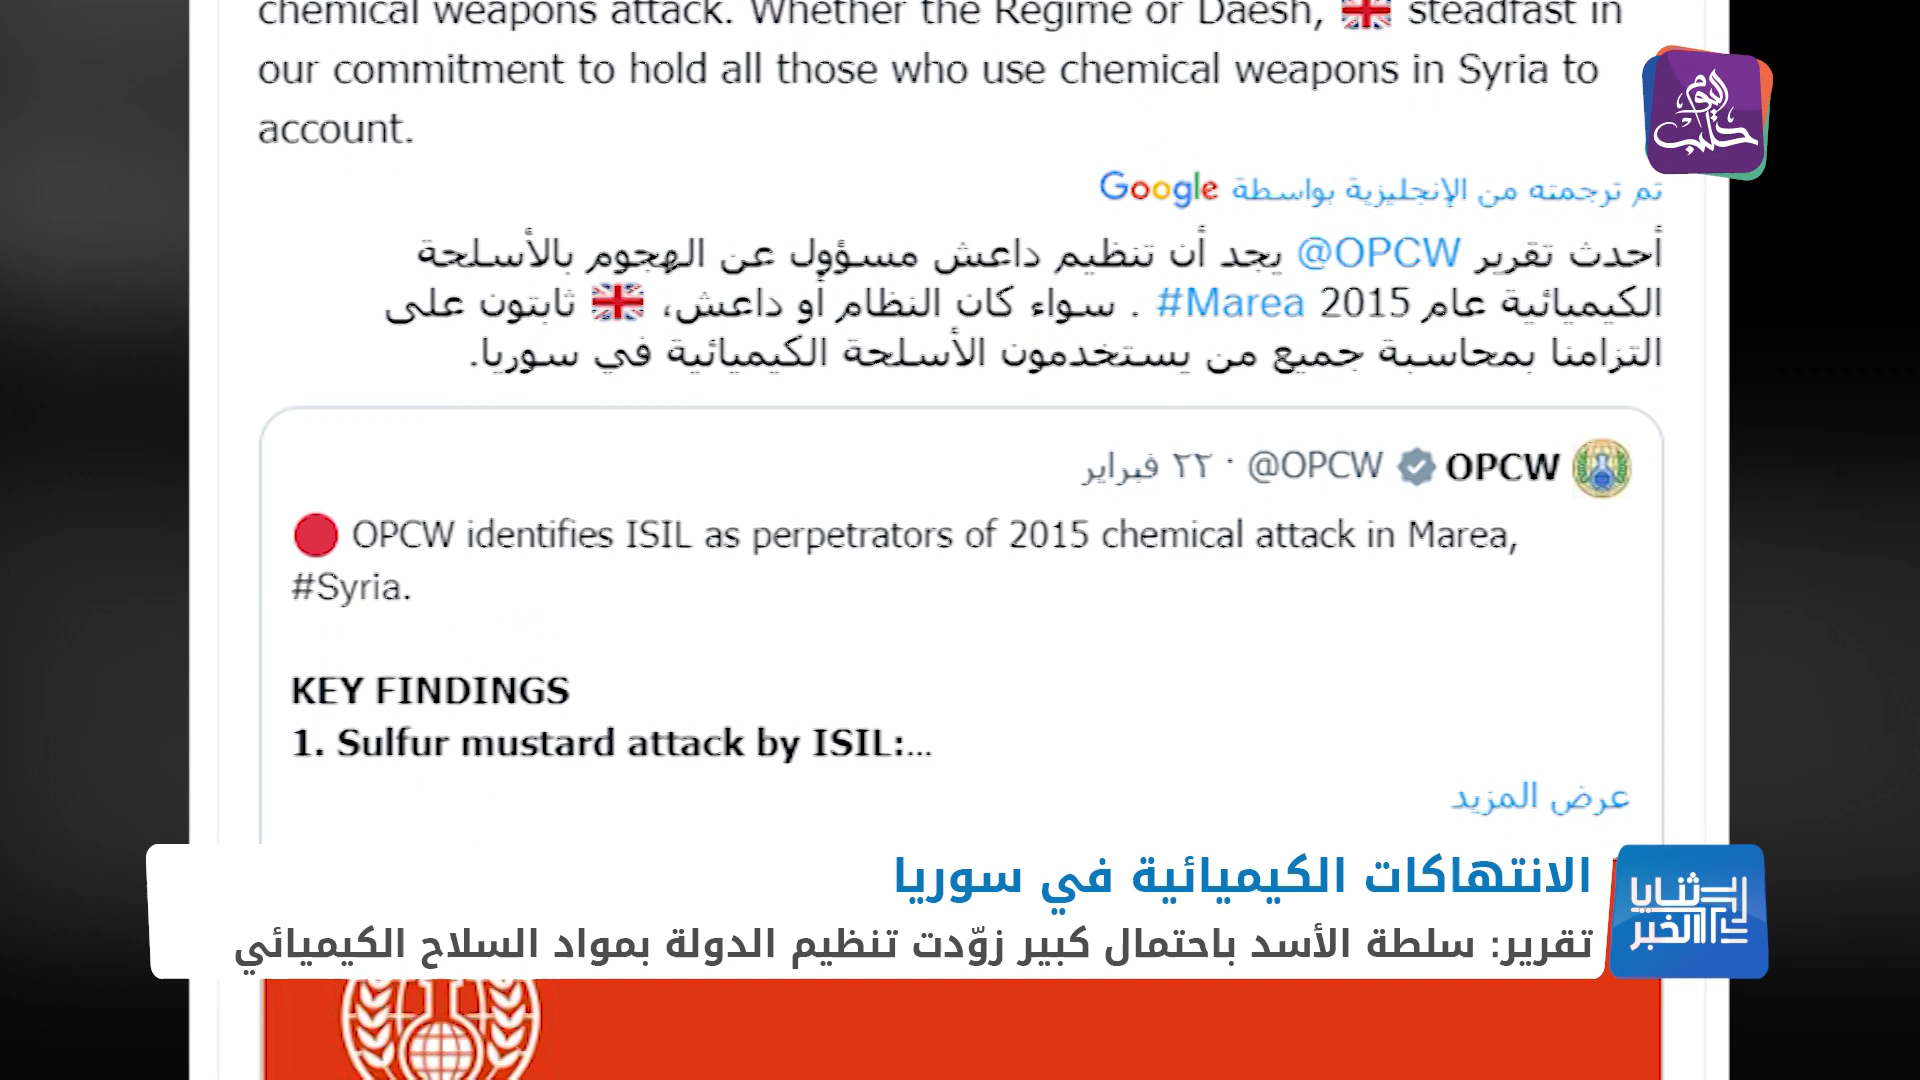 chemical weapons attack. Whether the Regime or Daesh, 🇬🇧 steadfast in
our commitment to hold all those who use chemical weapons in Syria to
account.
حلب اليوم
تم ترجمته من الإنجليزية بواسطة Google
أحدث تقرير @OPCW يجد أن تنظيم داعش مسؤول عن الهجوم بالأسلحة
الكيميائية عام 2015 #Marea . سواء كان النظام أو داعش، 🇬🇧 ثابتون على
التزامنا بمحاسبة جميع من يستخدمون الأسلحة الكيميائية في سوريا.
OPCW @OPCW · ٢٢ فبراير
🔴 OPCW identifies ISIL as perpetrators of 2015 chemical attack in Marea,
#Syria.
KEY FINDINGS
1. Sulfur mustard attack by ISIL:...
عرض المزيد
الانتهاكات الكيميائية في سوريا
تقرير: سلطة الأسد باحتمال كبير زوّدت تنظيم الدولة بمواد السلاح الكيميائي
ثنايا
الخبر